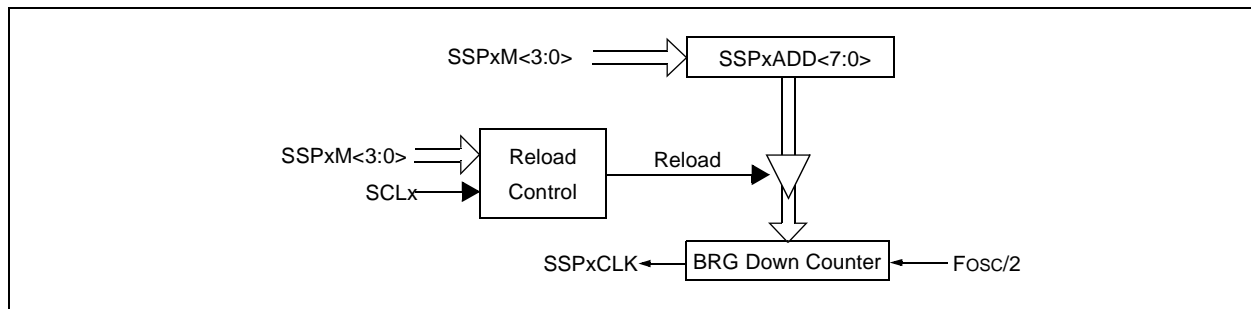 SSPxM<3:0>
SSPxADD<7:0>
SSPxM<3:0>
SCLx
Reload
Control
Reload
SSPxCLK
BRG Down Counter
FOSC/2